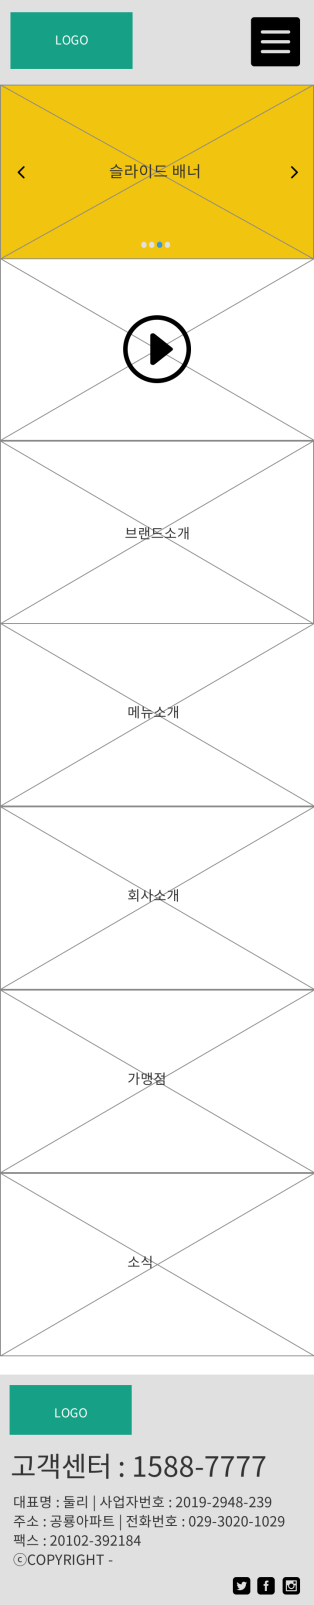 LOGO
슬라이드 배너
브랜드소개
메뉴소개
회사소개
가맹점
소식
LOGO
고객센터 : 1588-7777
대표명 : 둘리 | 사업자번호 : 2019-2948-239
주소 : 공룡아파트 | 전화번호 : 029-3020-1029
팩스 : 20102-392184
ⓒCOPYRIGHT -